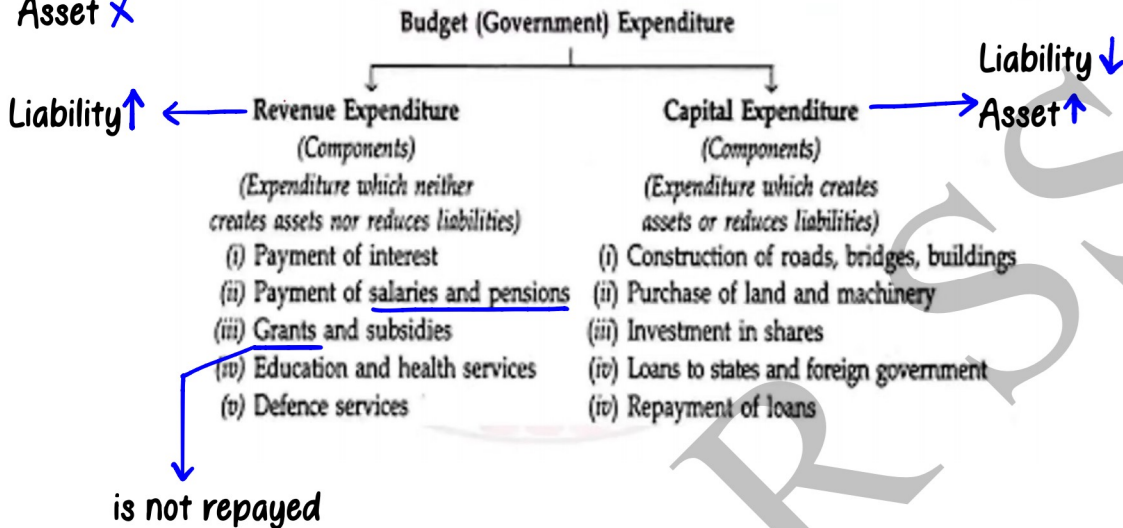 Asset X
Budget (Government) Expenditure
Liability ↓
Liability ↑ ← Revenue Expenditure
Capital Expenditure → Asset ↑
(Components)
(Components)
(Expenditure which neither
(Expenditure which creates
creates assets nor reduces liabilities)
assets or reduces liabilities)
(i) Payment of interest
(i) Construction of roads, bridges, buildings
(ii) Payment of salaries and pensions
(ii) Purchase of land and machinery
(iii) Grants and subsidies
(iii) Investment in shares
(iv) Education and health services
(iv) Loans to states and foreign government
(v) Defence services
(iv) Repayment of loans
is not repayed
R SS